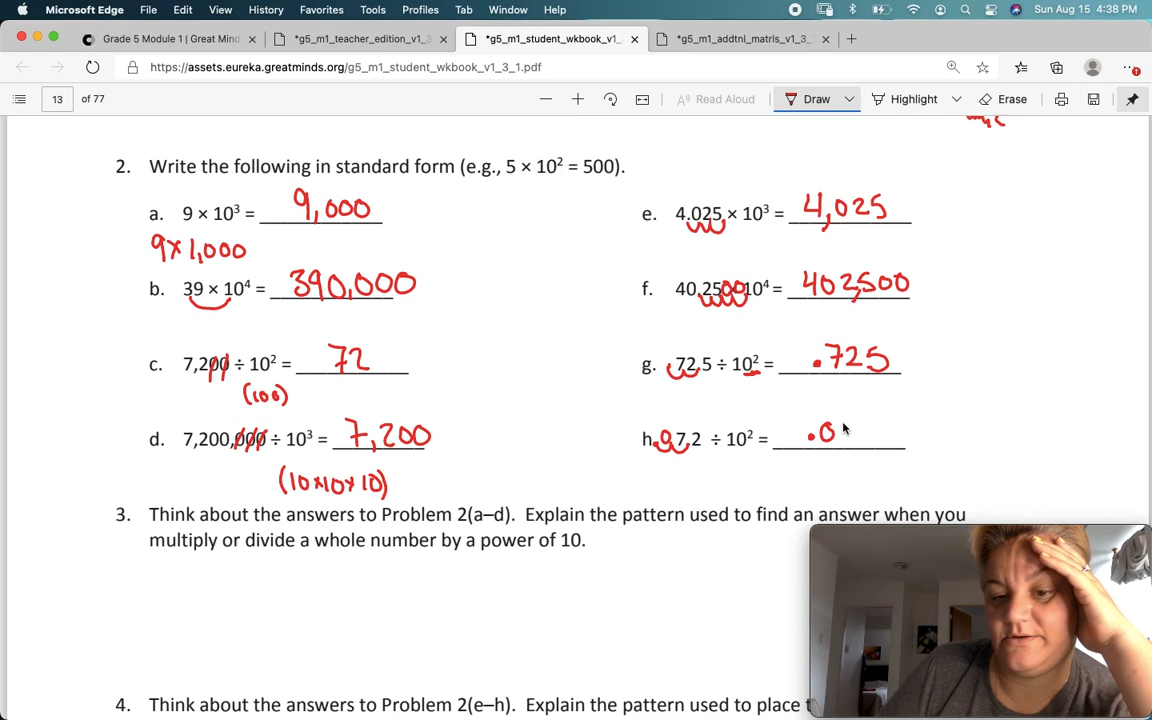 Microsoft Edge File Edit View History Favorites Tools Profiles Tab Window Help Sun Aug 15 4:38 PM
Grade 5 Module 1 | Great Mind × *g5_m1_teacher_edition_v1_3 × *g5_m1_student_wkbook_v1_ × *g5_m1_addtnl_matrls_v1_3_ × +
https://assets.eureka.greatminds.org/g5_m1_student_wkbook_v1_3_1.pdf
13 of 77 Read Aloud Draw Highlight Erase
2. Write the following in standard form (e.g., 5 × 10² = 500).
a. 9 × 10³ = 9,000
9×1,000
b. 39 × 10⁴ = 390,000
c. 7,200 ÷ 10² = 72
(100)
d. 7,200,000 ÷ 10³ = 7,200
(10×10×10)
e. 4.025 × 10³ = 4,025
f. 40.2500 10⁴ = 402,500
g. 72.5 ÷ 10² = .725
h. .07.2 ÷ 10² = .0
3. Think about the answers to Problem 2(a–d). Explain the pattern used to find an answer when you
multiply or divide a whole number by a power of 10.
4. Think about the answers to Problem 2(e–h). Explain the pattern used to place